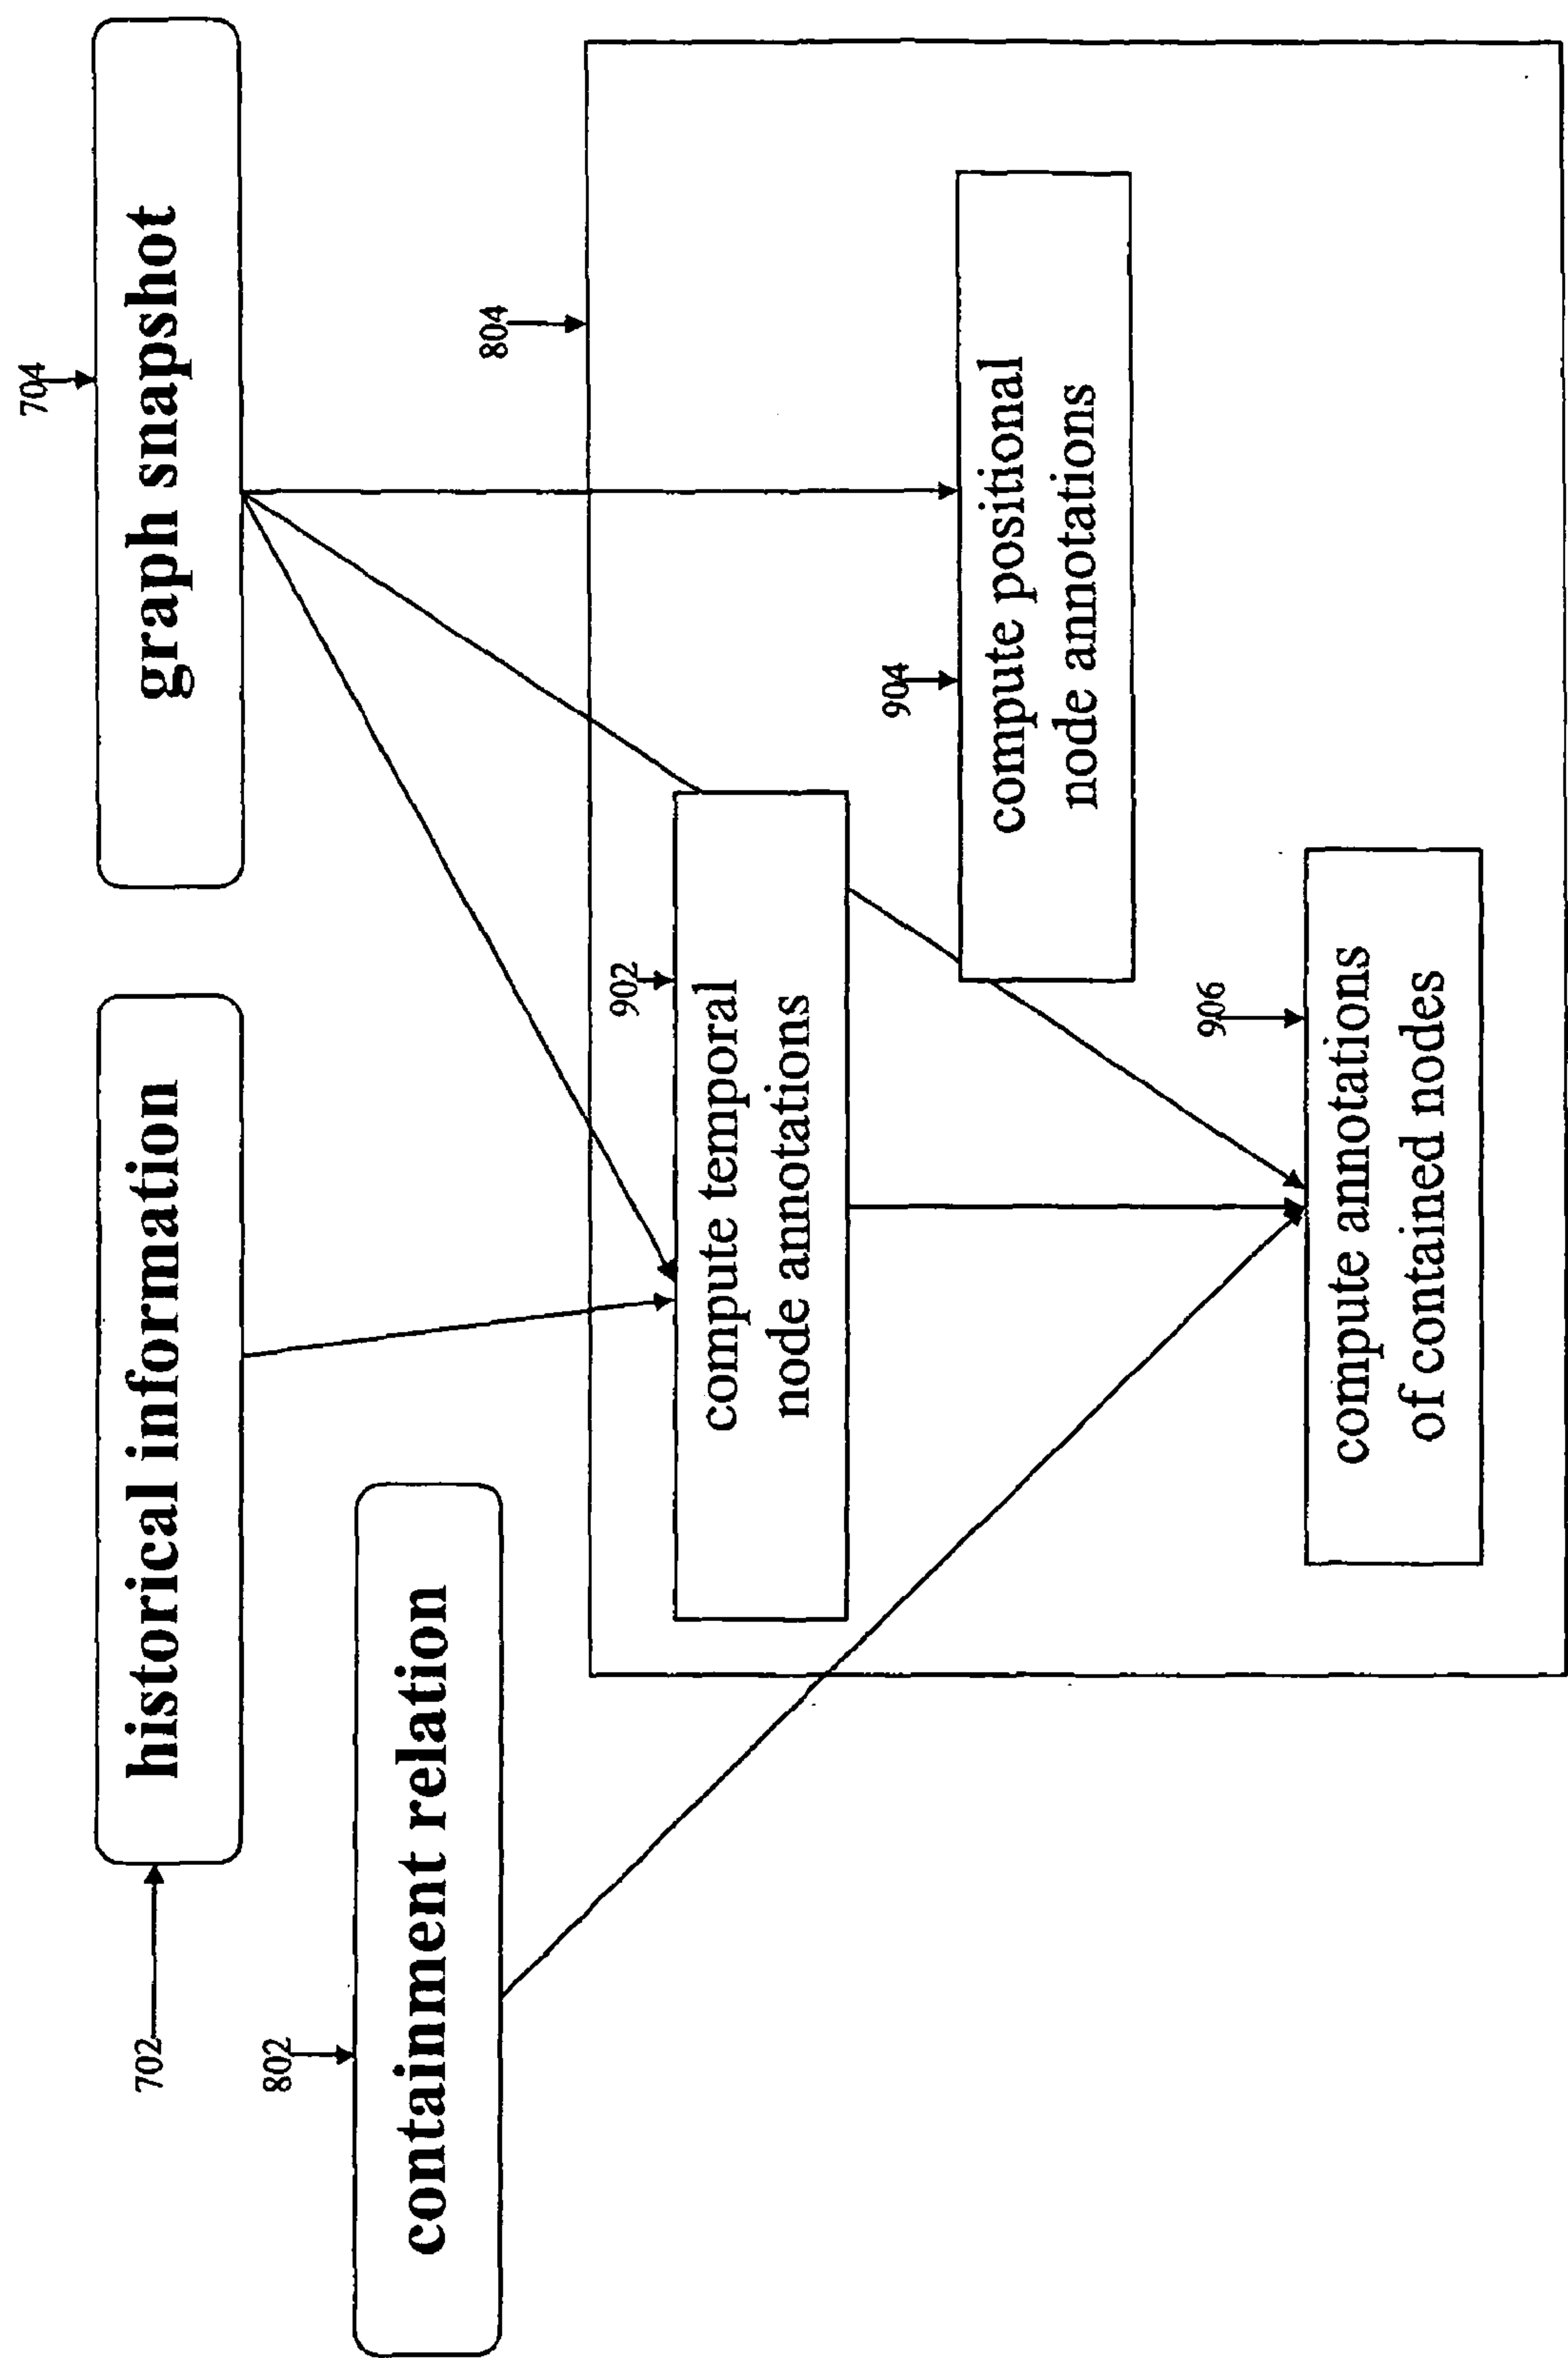 702
historical information
704
graph snapshot
802
containment relation
804
902
compute temporal
node annotations
904
compute positional
node annotations
906
compute annotations
of contained nodes